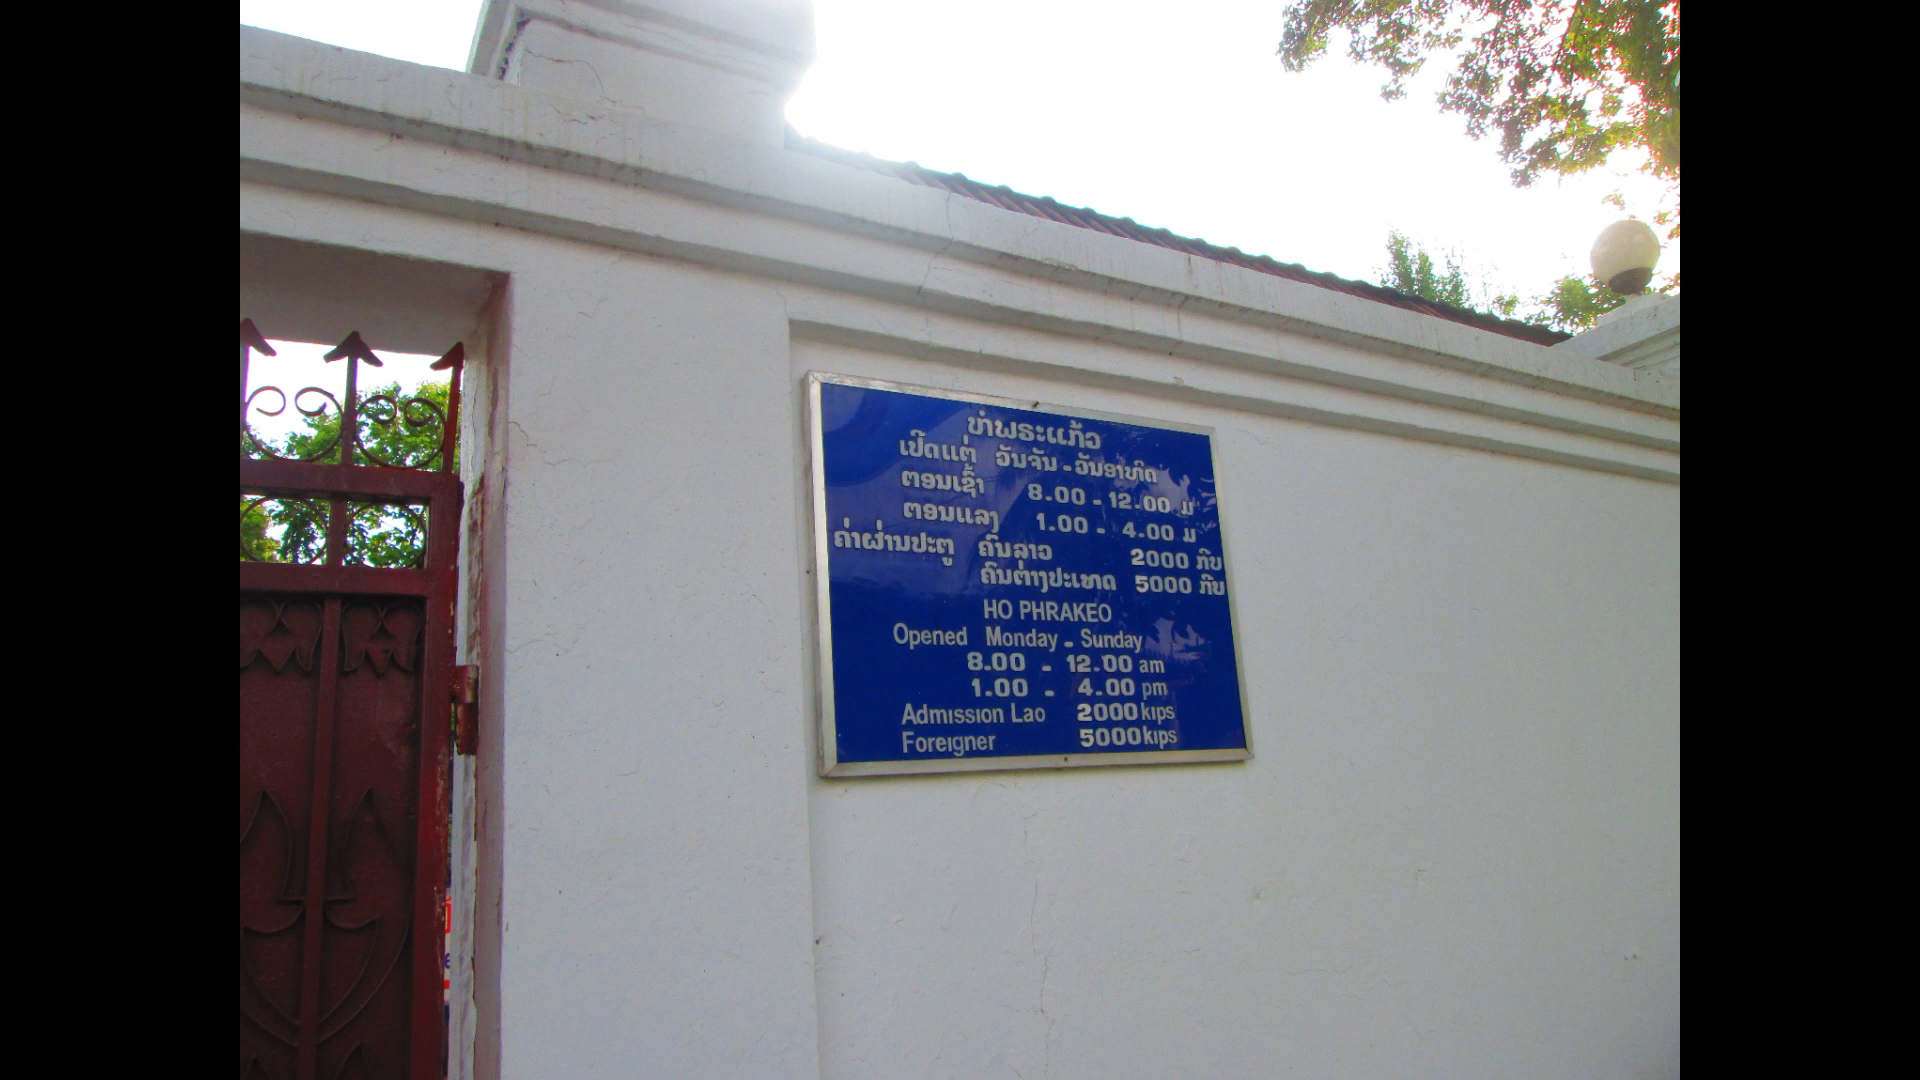 ຫໍພຣະແກ້ວ
ເປີດແຕ່ ວັນຈັນ - ວັນອາທິດ
ຕອນເຊົ້າ 8.00 - 12.00 ມ
ຕອນແລງ 1.00 - 4.00 ມ
ຄ່າຜ່ານປະຕູ ຄົນລາວ 2000 ກີບ
ຄົນຕ່າງປະເທດ 5000 ກີບ
HO PHRAKEO
Opened Monday - Sunday
8.00 - 12.00 am
1.00 - 4.00 pm
Admission Lao 2000 kips
Foreigner 5000 kips